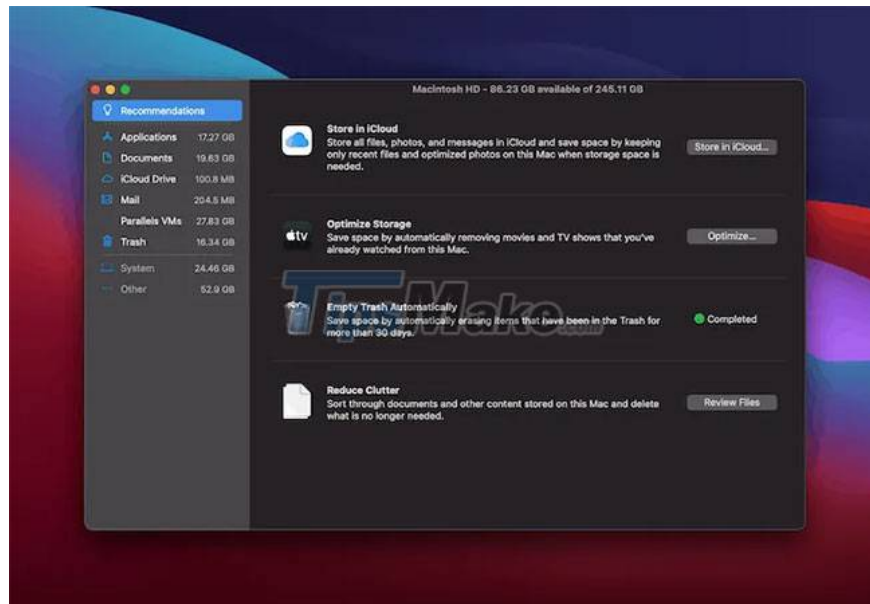 Macintosh HD - 86.23 GB available of 245.11 GB
Recommendations
Applications 17.27 GB
Documents 19.63 GB
iCloud Drive 100.8 MB
Mail 204.5 MB
Parallels VMs 27.83 GB
Trash 16.34 GB
System 24.46 GB
Other 52.9 GB
Store in iCloud
Store all files, photos, and messages in iCloud and save space by keeping
only recent files and optimized photos on this Mac when storage space is
needed.
Store in iCloud...
tv
Optimize Storage
Save space by automatically removing movies and TV shows that you've
already watched from this Mac.
Optimize...
Empty Trash Automatically
Save space by automatically erasing items that have been in the Trash for
more than 30 days.
Completed
TipsMake.com
Reduce Clutter
Sort through documents and other content stored on this Mac and delete
what is no longer needed.
Review Files